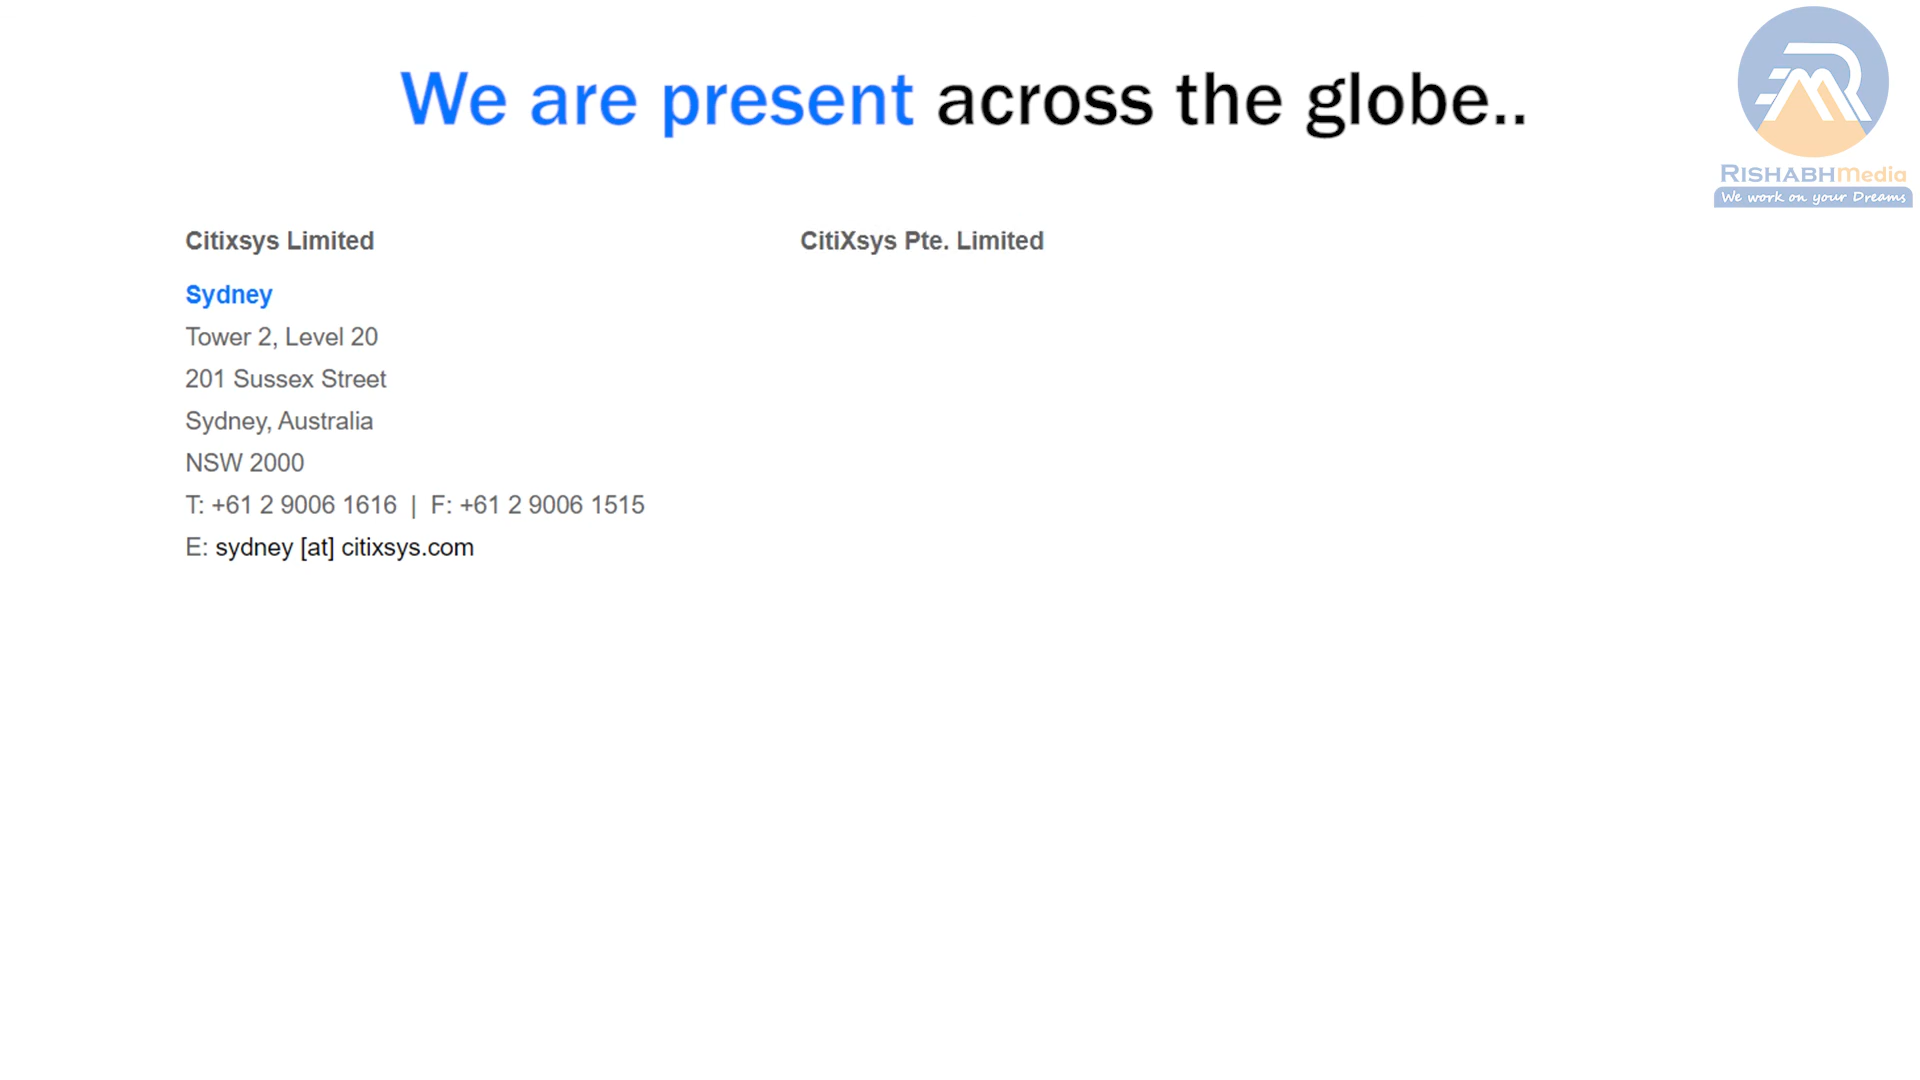 We are present across the globe..
RISHABHMedia
We work on your Dreams
Citixsys Limited
Sydney
Tower 2, Level 20
201 Sussex Street
Sydney, Australia
NSW 2000
T: +61 2 9006 1616 | F: +61 2 9006 1515
E: sydney [at] citixsys.com
CitiXsys Pte. Limited